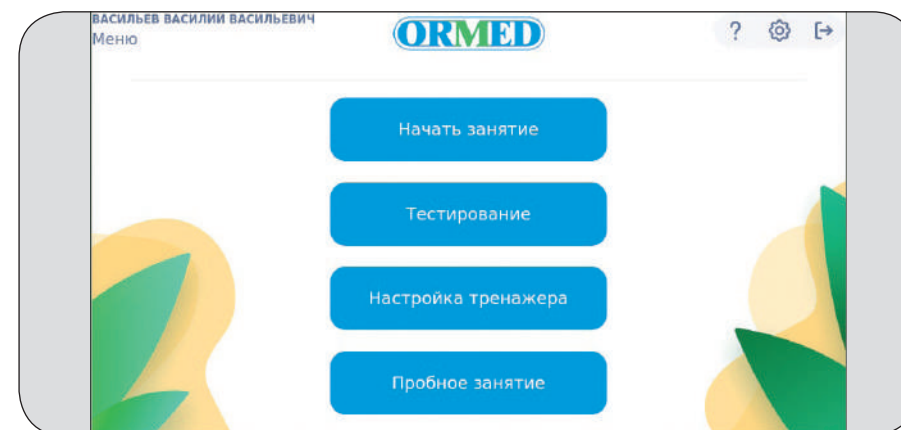 ВАСИЛЬЕВ ВАСИЛИЙ ВАСИЛЬЕВИЧ
Меню
ORMED
?
Начать занятие
Тестирование
Настройка тренажера
Пробное занятие